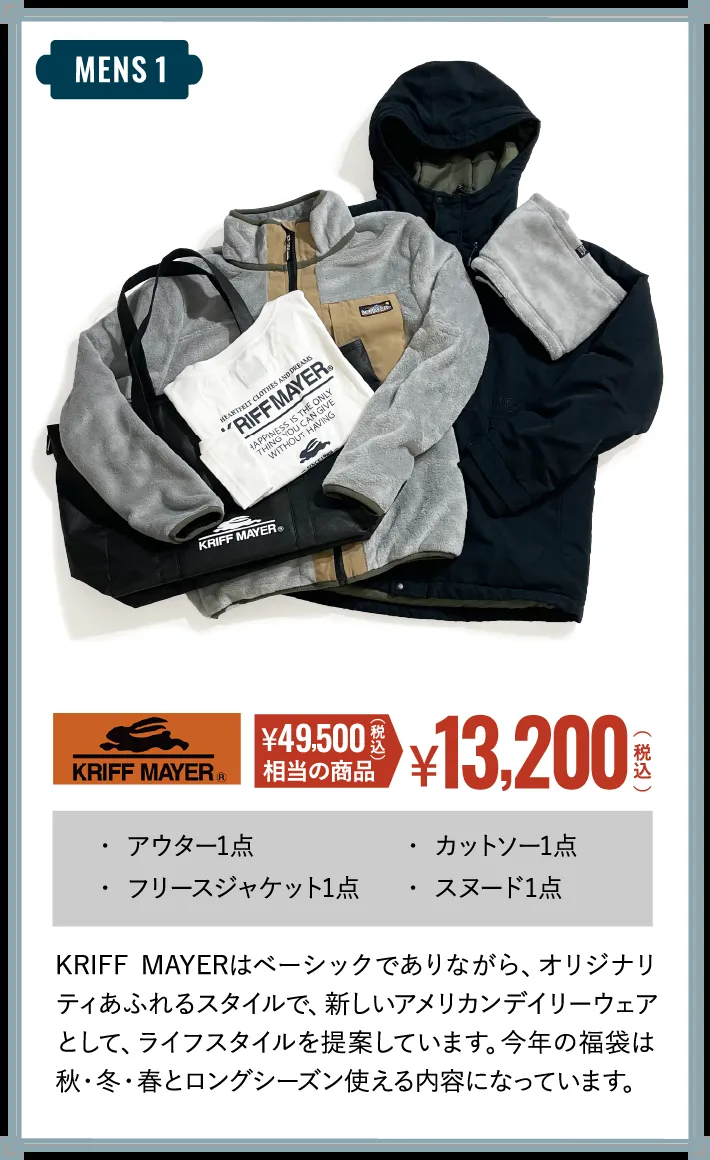 MENS 1
HEARTFELT CLOTHES AND DREAMS
KRIFF MAYER®
HAPPINESS IS THE ONLY
THING YOU CAN GIVE
WITHOUT HAVING
KRIFF MAYER®
KRIFF MAYER®
¥49,500(税込)
相当の商品
¥13,200(税込)
・ アウター1点
・ カットソー1点
・ フリースジャケット1点
・ スヌード1点
KRIFF MAYERはベーシックでありながら、オリジナリ
ティあふれるスタイルで、新しいアメリカンデイリーウェア
として、ライフスタイルを提案しています。今年の福袋は
秋・冬・春とロングシーズン使える内容になっています。